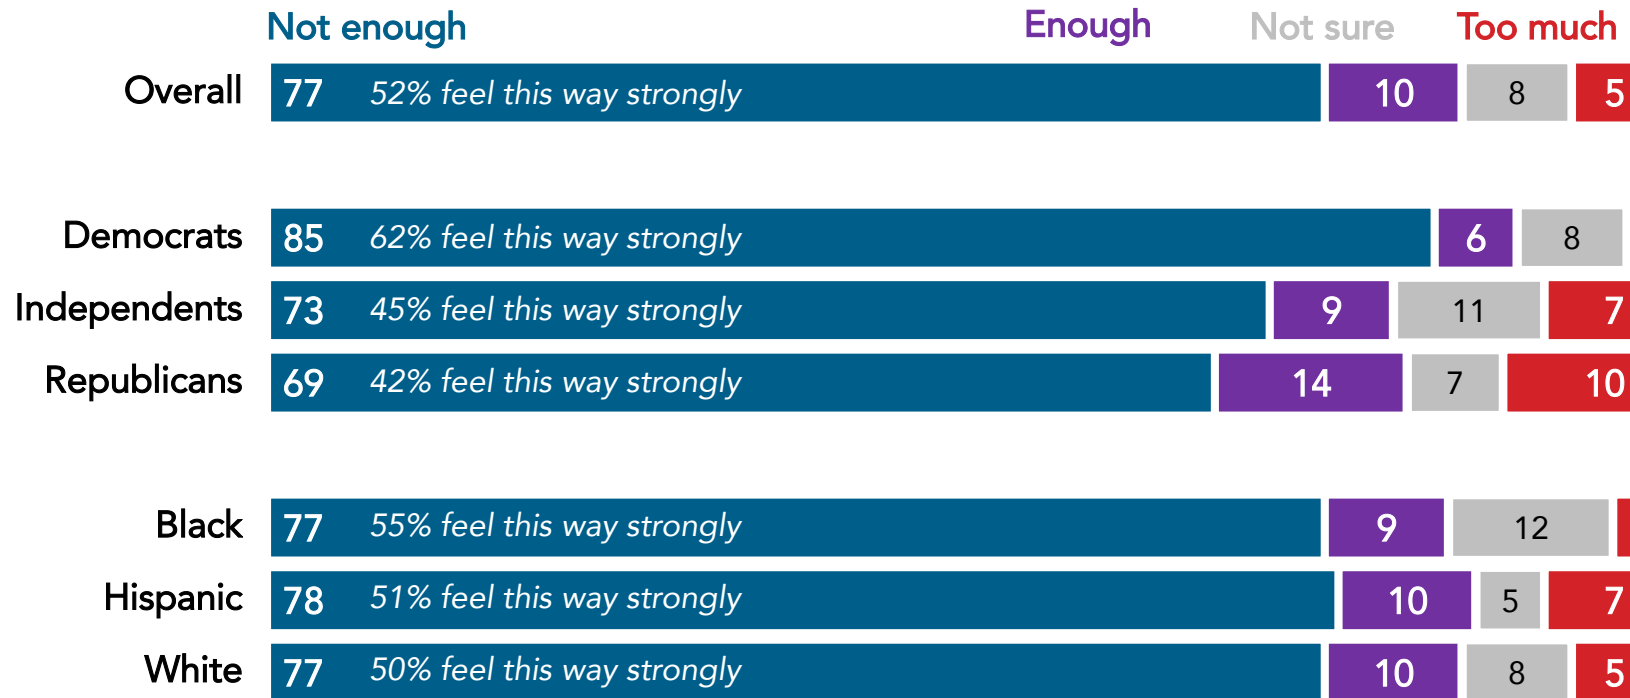 Not enough Enough Not sure Too much
Overall 77 52% feel this way strongly 10 8 5
Democrats 85 62% feel this way strongly 6 8
Independents 73 45% feel this way strongly 9 11 7
Republicans 69 42% feel this way strongly 14 7 10
Black 77 55% feel this way strongly 9 12
Hispanic 78 51% feel this way strongly 10 5 7
White 77 50% feel this way strongly 10 8 5